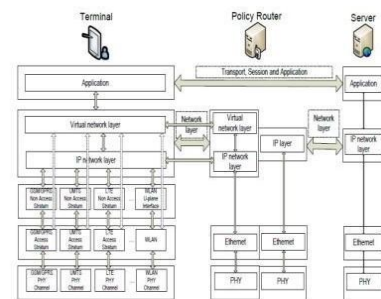 Terminal
Policy Router
Server
Transport, Session and Application
Application
Application
Virtual network layer
Network layer
Virtual network layer
IP layer
Network layer
IP network layer
IP network layer
IP network layer
GSM/GPRS Non Access Stratum
UMTS Non Access Stratum
LTE Non Access Stratum
...
WLAN U-plane Interface
GSM/GPRS Access Stratum
UMTS Access Stratum
LTE Access Stratum
...
WLAN
Ethernet
Ethernet
Ethernet
GSM/GPRS PHY Channel
UMTS PHY Channel
LTE PHY Channel
...
WLAN PHY Channel
PHY
PHY
PHY